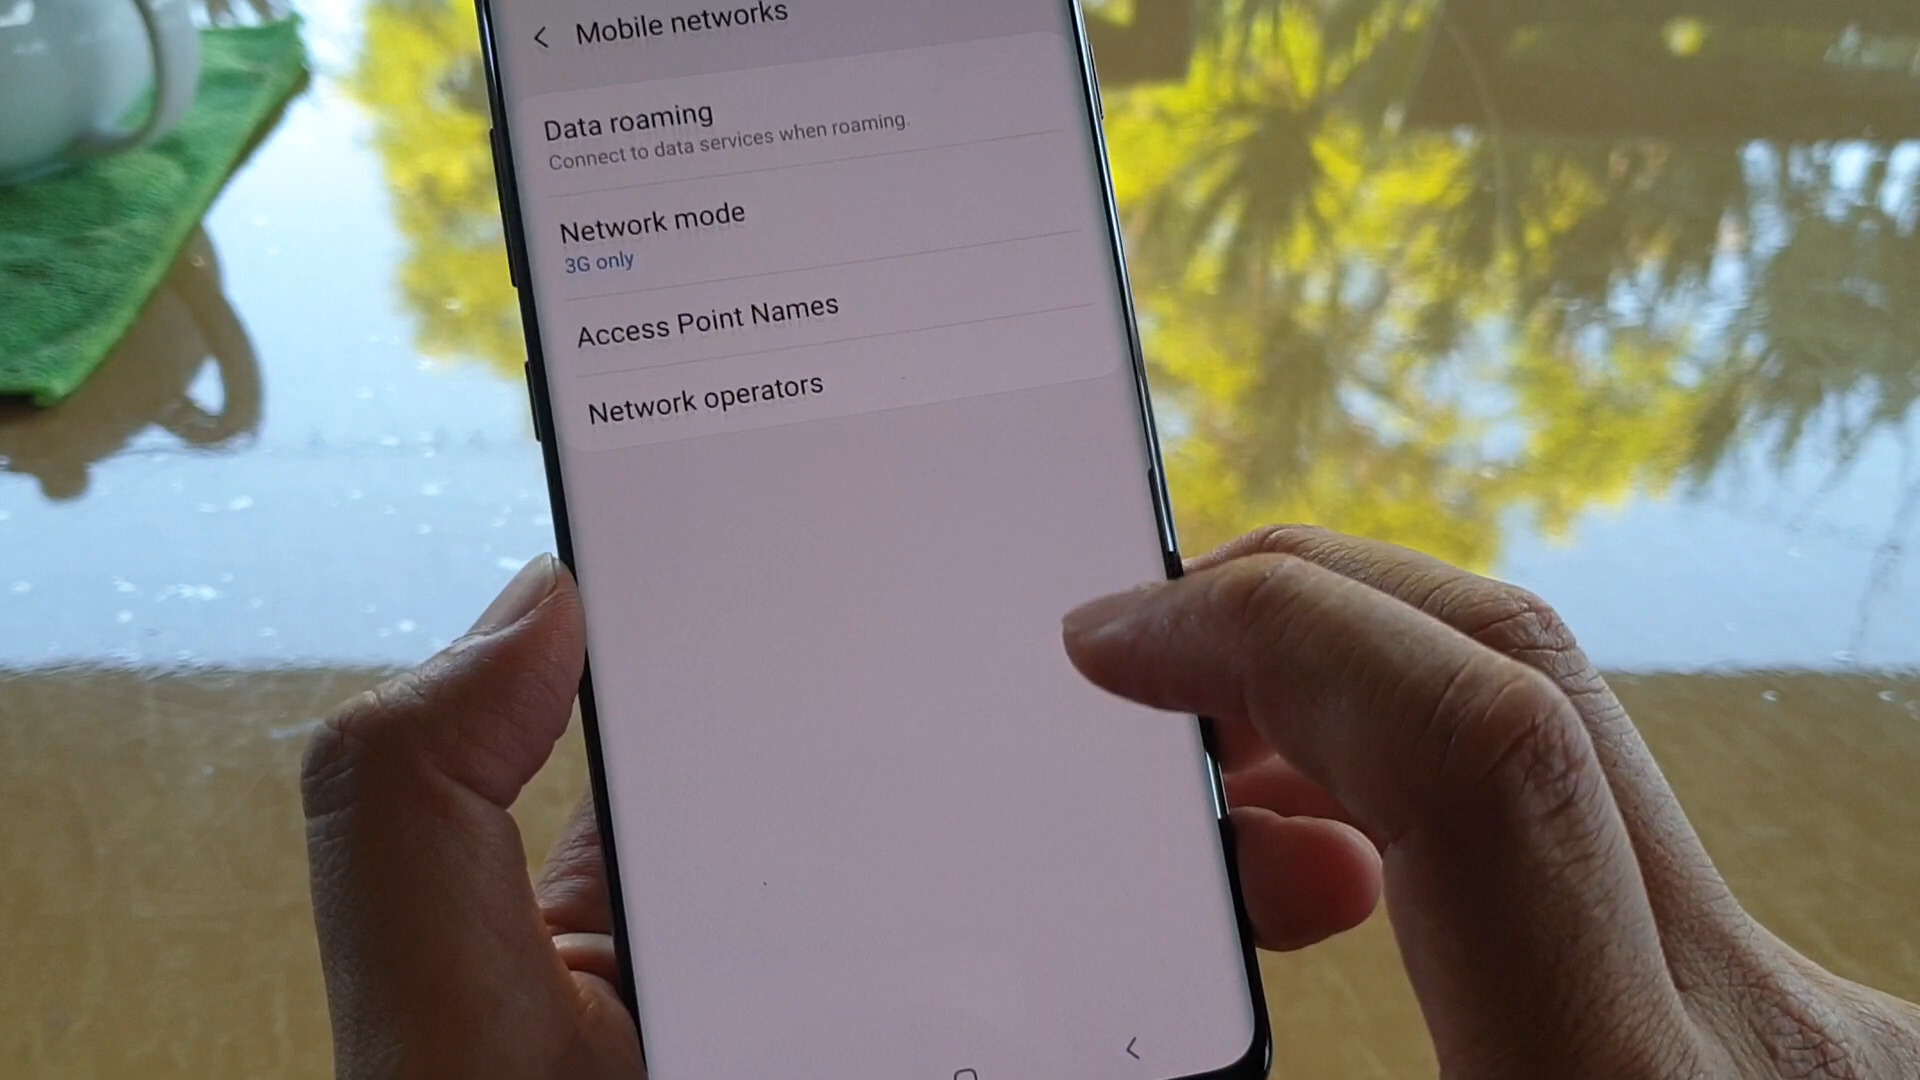 Mobile networks
Data roaming
Connect to data services when roaming.
Network mode
3G only
Access Point Names
Network operators